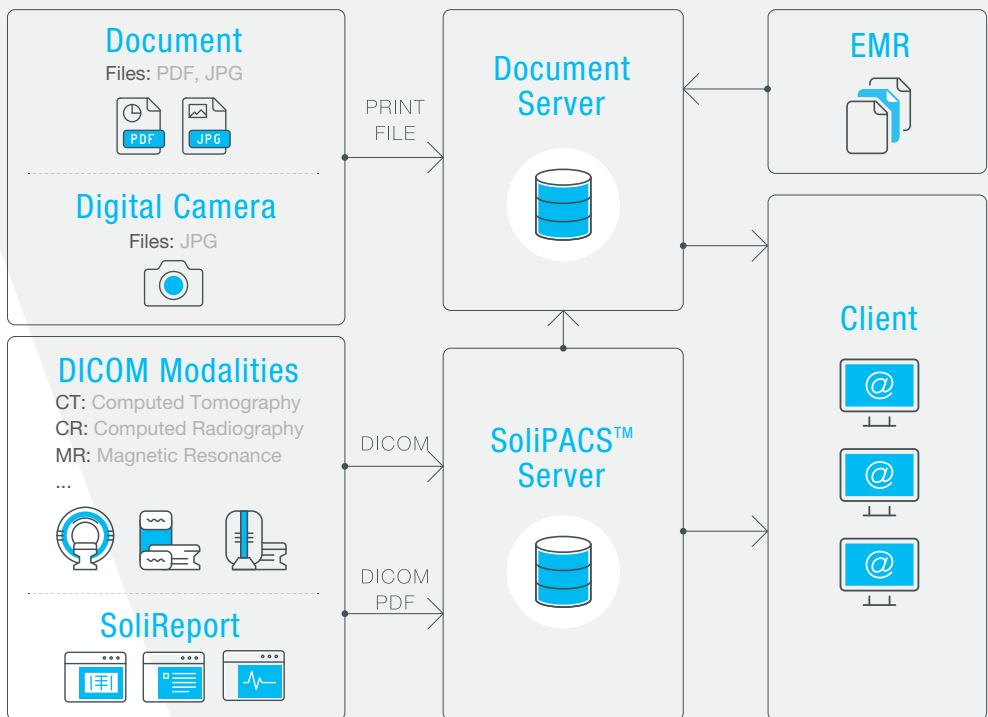 Document
Files: PDF, JPG
PDF
JPG
Digital Camera
Files: JPG
PRINT
FILE
Document
Server
EMR
DICOM Modalities
CT: Computed Tomography
CR: Computed Radiography
MR: Magnetic Resonance
...
SoliReport
DICOM
DICOM
PDF
SoliPACS™
Server
Client
@
@
@